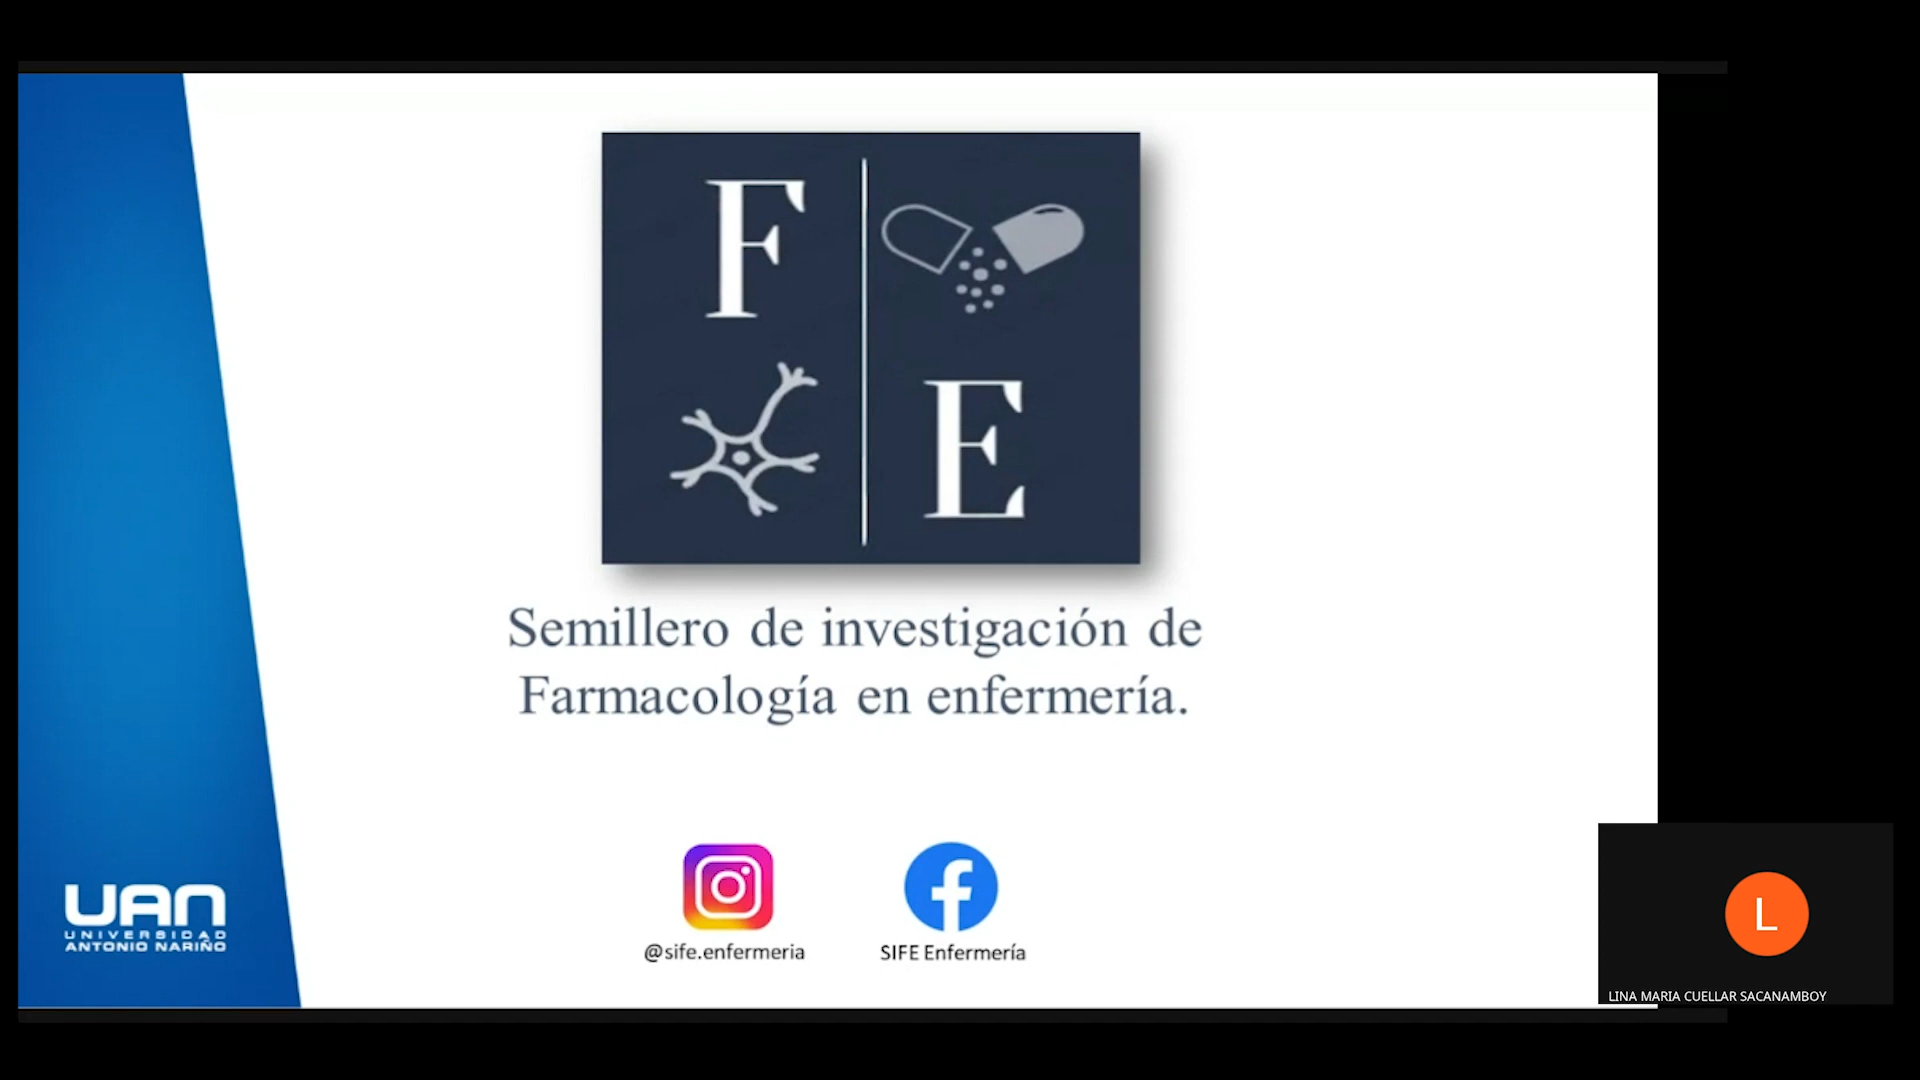 F
E
Semillero de investigación de
Farmacología en enfermería.
@sife.enfermeria
SIFE Enfermería
UAN
UNIVERSIDAD
ANTONIO NARIÑO
L
LINA MARIA CUELLAR SACANAMBOY